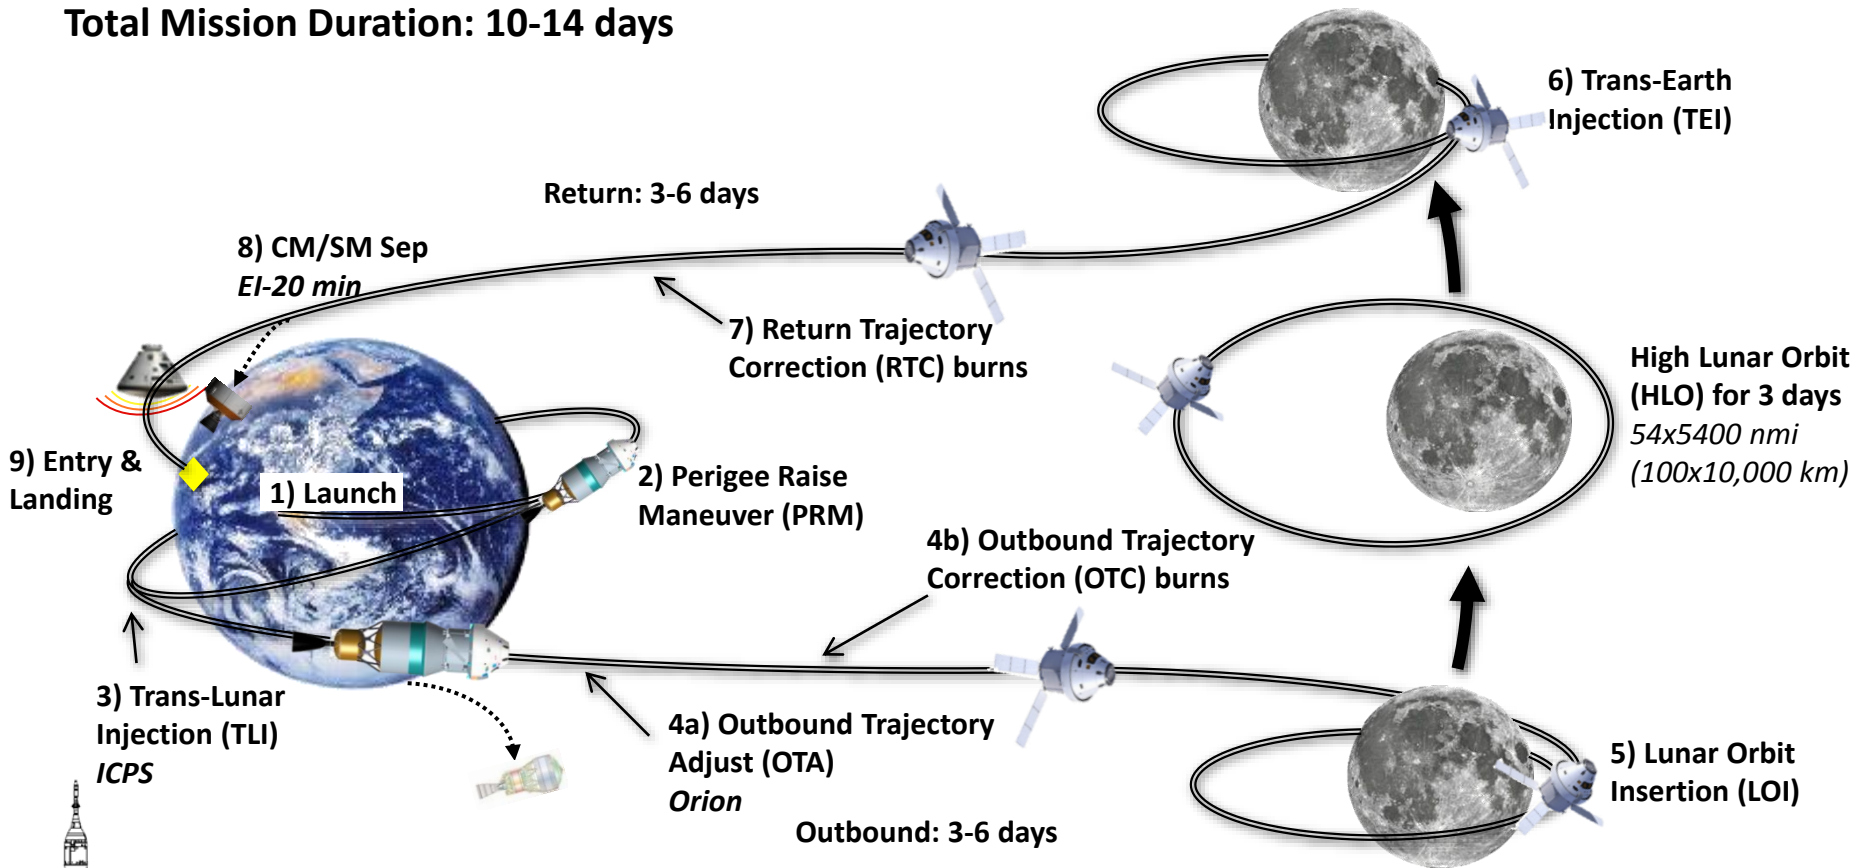 Total Mission Duration: 10-14 days
6) Trans-Earth
Injection (TEI)
Return: 3-6 days
8) CM/SM Sep
EI-20 min
7) Return Trajectory
Correction (RTC) burns
High Lunar Orbit
(HLO) for 3 days
54x5400 nmi
(100x10,000 km)
9) Entry &
Landing
1) Launch
2) Perigee Raise
Maneuver (PRM)
4b) Outbound Trajectory
Correction (OTC) burns
3) Trans-Lunar
Injection (TLI)
ICPS
4a) Outbound Trajectory
Adjust (OTA)
Orion
5) Lunar Orbit
Insertion (LOI)
Outbound: 3-6 days